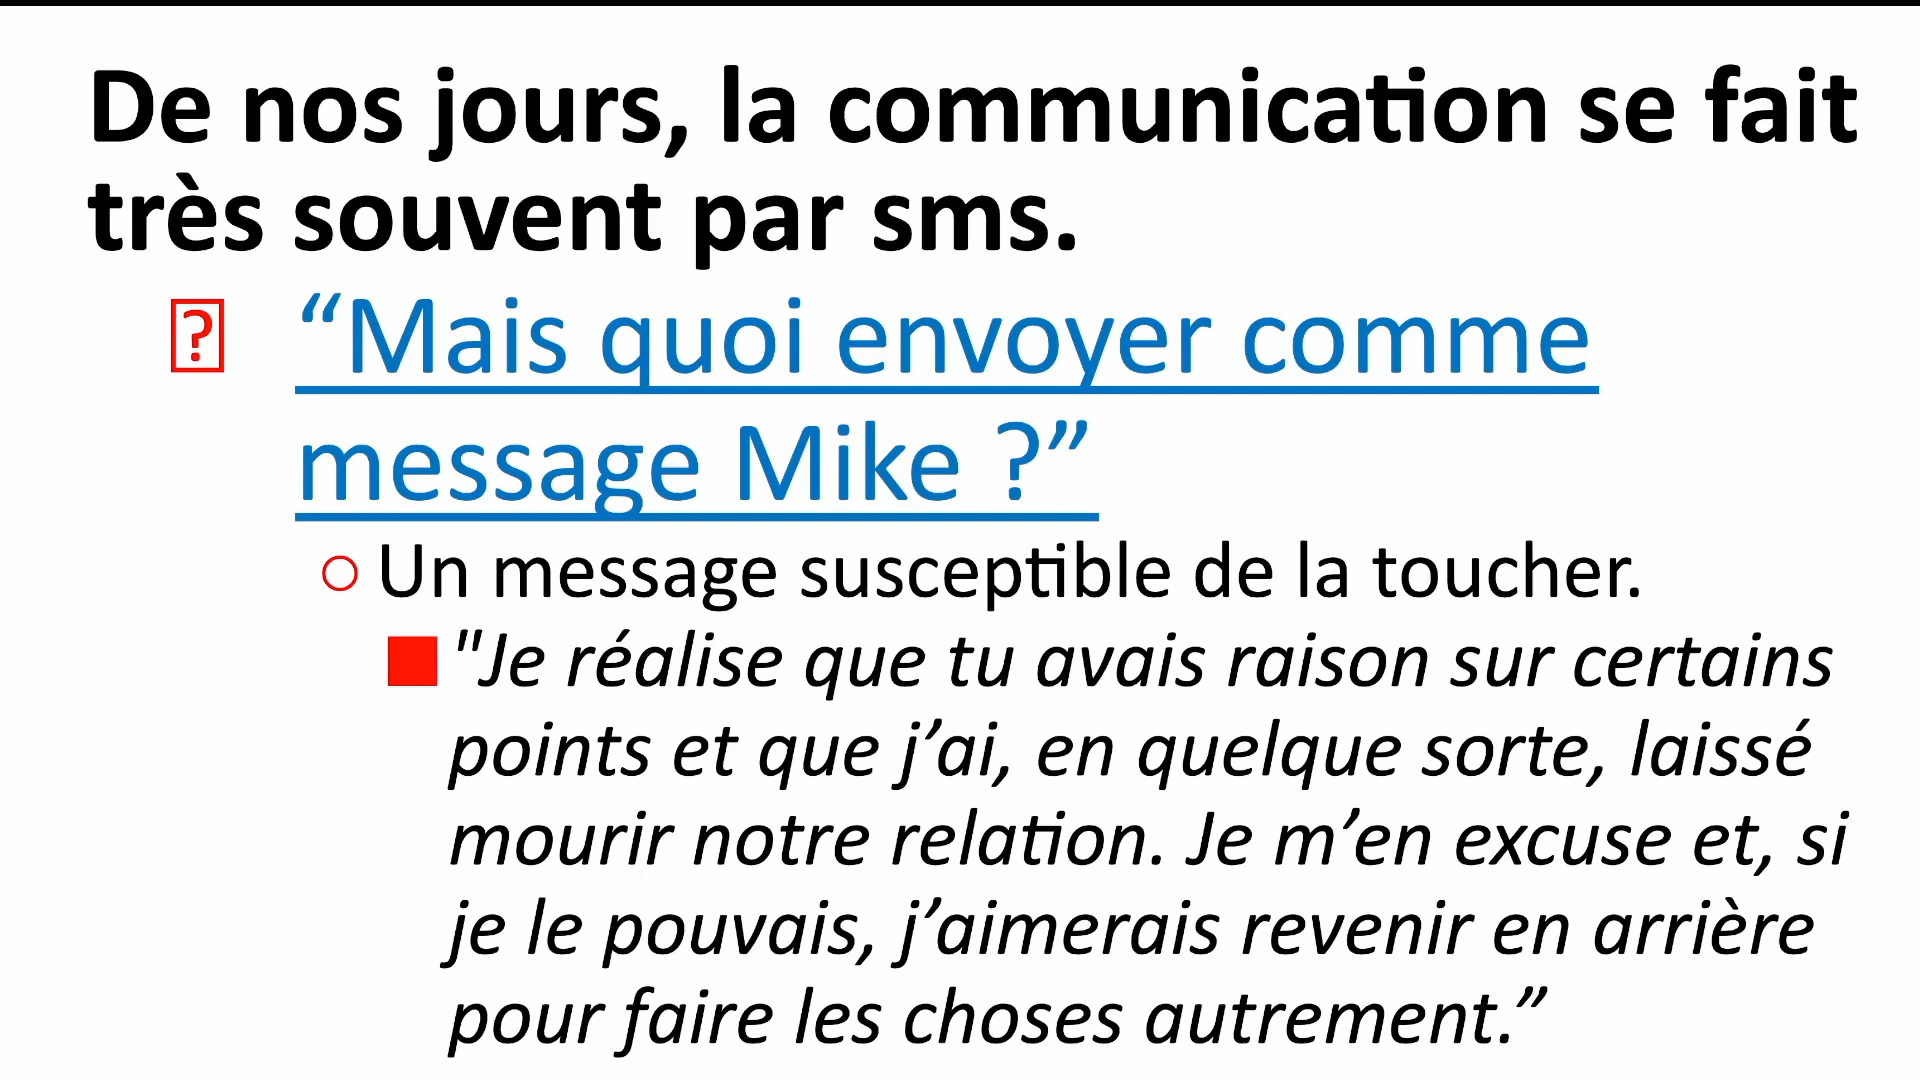 De nos jours, la communication se fait
très souvent par sms.
“Mais quoi envoyer comme
message Mike ?”
Un message susceptible de la toucher.
"Je réalise que tu avais raison sur certains
points et que j’ai, en quelque sorte, laissé
mourir notre relation. Je m’en excuse et, si
je le pouvais, j’aimerais revenir en arrière
pour faire les choses autrement.”